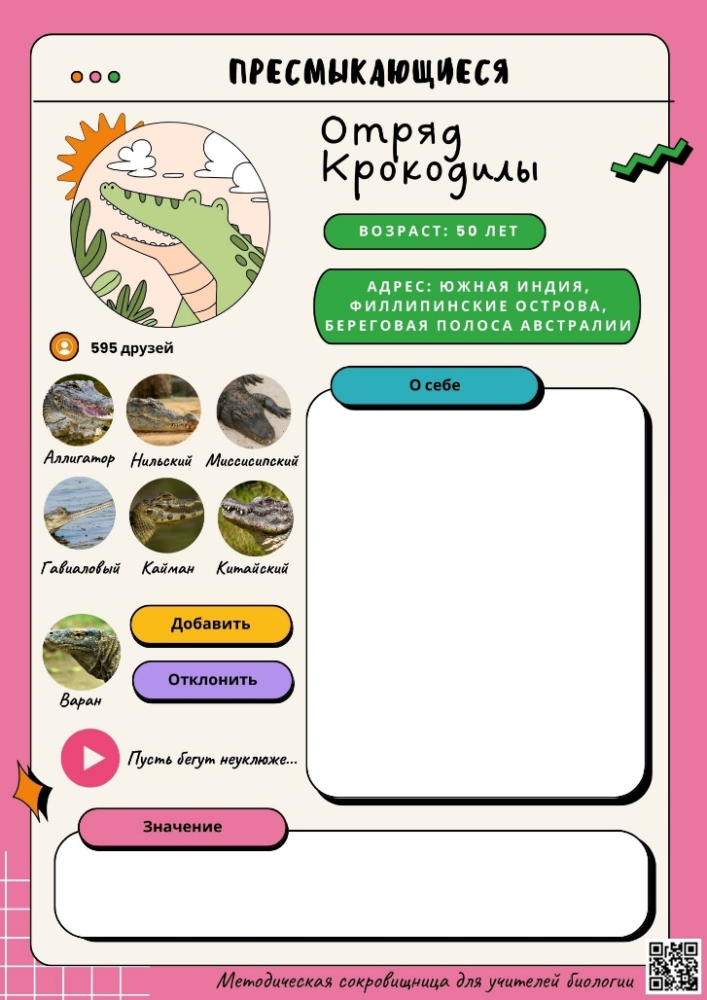 ПРЕСМЫКАЮЩИЕСЯ
Отряд
Крокодилы
ВОЗРАСТ: 50 ЛЕТ
АДРЕС: ЮЖНАЯ ИНДИЯ,
ФИЛЛИПИНСКИЕ ОСТРОВА,
БЕРЕГОВАЯ ПОЛОСА АВСТРАЛИИ
595 друзей
Аллигатор Нильский Миссисипский
Гавиаловый Кайман Китайский
Варан
Добавить
Отклонить
Пусть бегут неуклюже...
О себе
Значение
Методическая сокровищница для учителей биологии